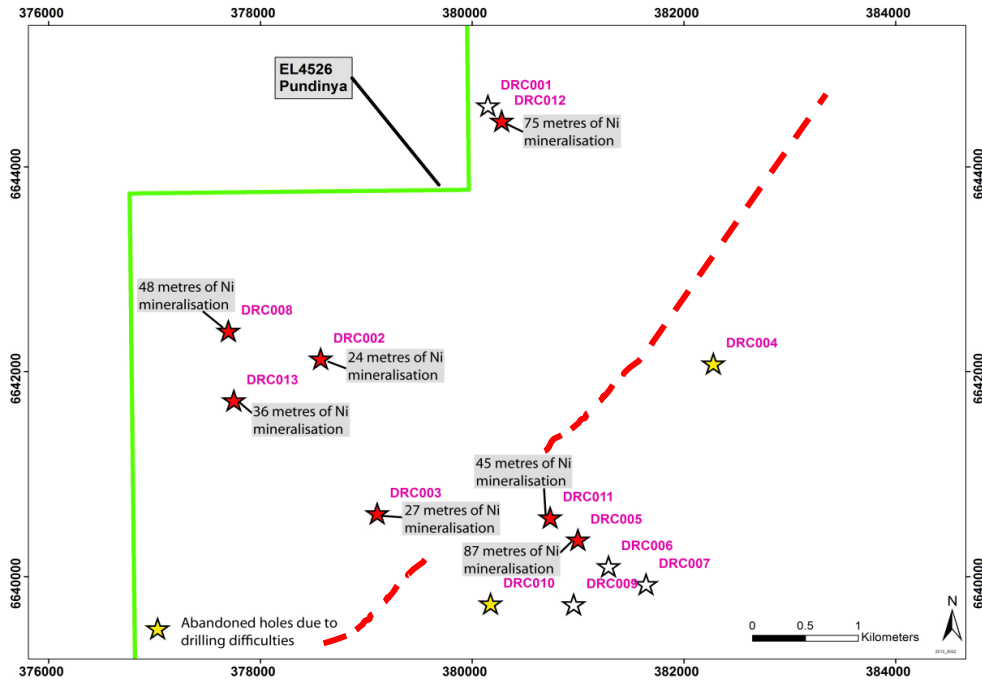 376000 378000 380000 382000 384000
EL4526
Pundinya
DRC001
DRC012
75 metres of Ni
mineralisation
6644000 6644000
48 metres of Ni
mineralisation
DRC008
DRC002
24 metres of Ni
mineralisation
DRC004
6642000 6642000
DRC013
36 metres of Ni
mineralisation
45 metres of Ni
mineralisation
DRC003
27 metres of Ni
mineralisation
DRC011
DRC005
87 metres of Ni
mineralisation
DRC006
DRC007
DRC010
DRC009
6640000 6640000
Abandoned holes due to
drilling difficulties
N
0 0.5 1
Kilometers
376000 378000 380000 382000 384000